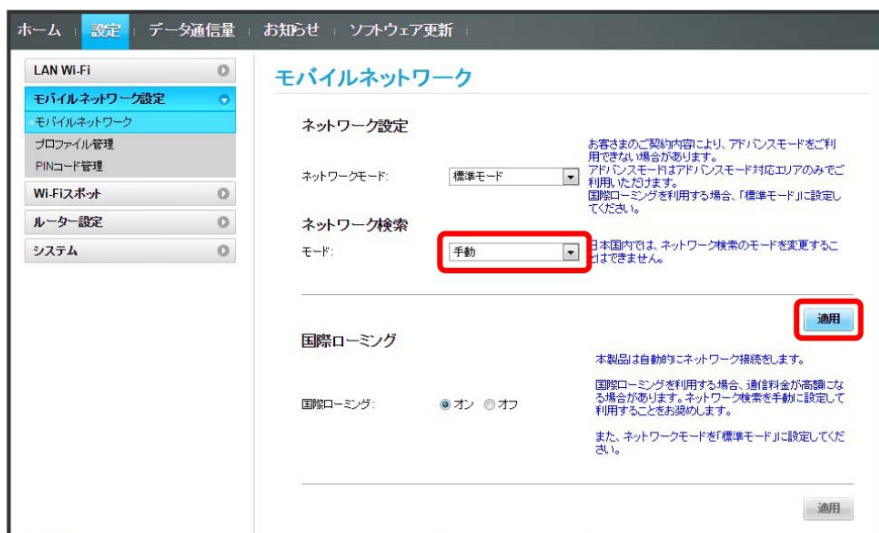 ホーム 設定 データ通信量 お知らせ ソフトウェア更新
LAN Wi-Fi
モバイルネットワーク設定
モバイルネットワーク
プロファイル管理
PINコード管理
Wi-Fiスポット
ルーター設定
システム
モバイルネットワーク
ネットワーク設定
ネットワークモード:
標準モード
お客さまのご契約内容により、アドバンスモードをご利
用できない場合があります。
アドバンスモードはアドバンスモード対応エリアのみでご
利用いただけます。
国際ローミングを利用する場合、「標準モード」に設定し
てください。
ネットワーク検索
モード:
手動
日本国内では、ネットワーク検索のモードを変更するこ
とはできません。
適用
国際ローミング
本製品は自動的にネットワーク接続をします。
国際ローミング:
オン オフ
国際ローミングを利用する場合、通信料金が高額にな
る場合があります。ネットワーク検索を手動に設定して
利用することをお奨めします。
また、ネットワークモードを「標準モード」に設定してくだ
さい。
適用